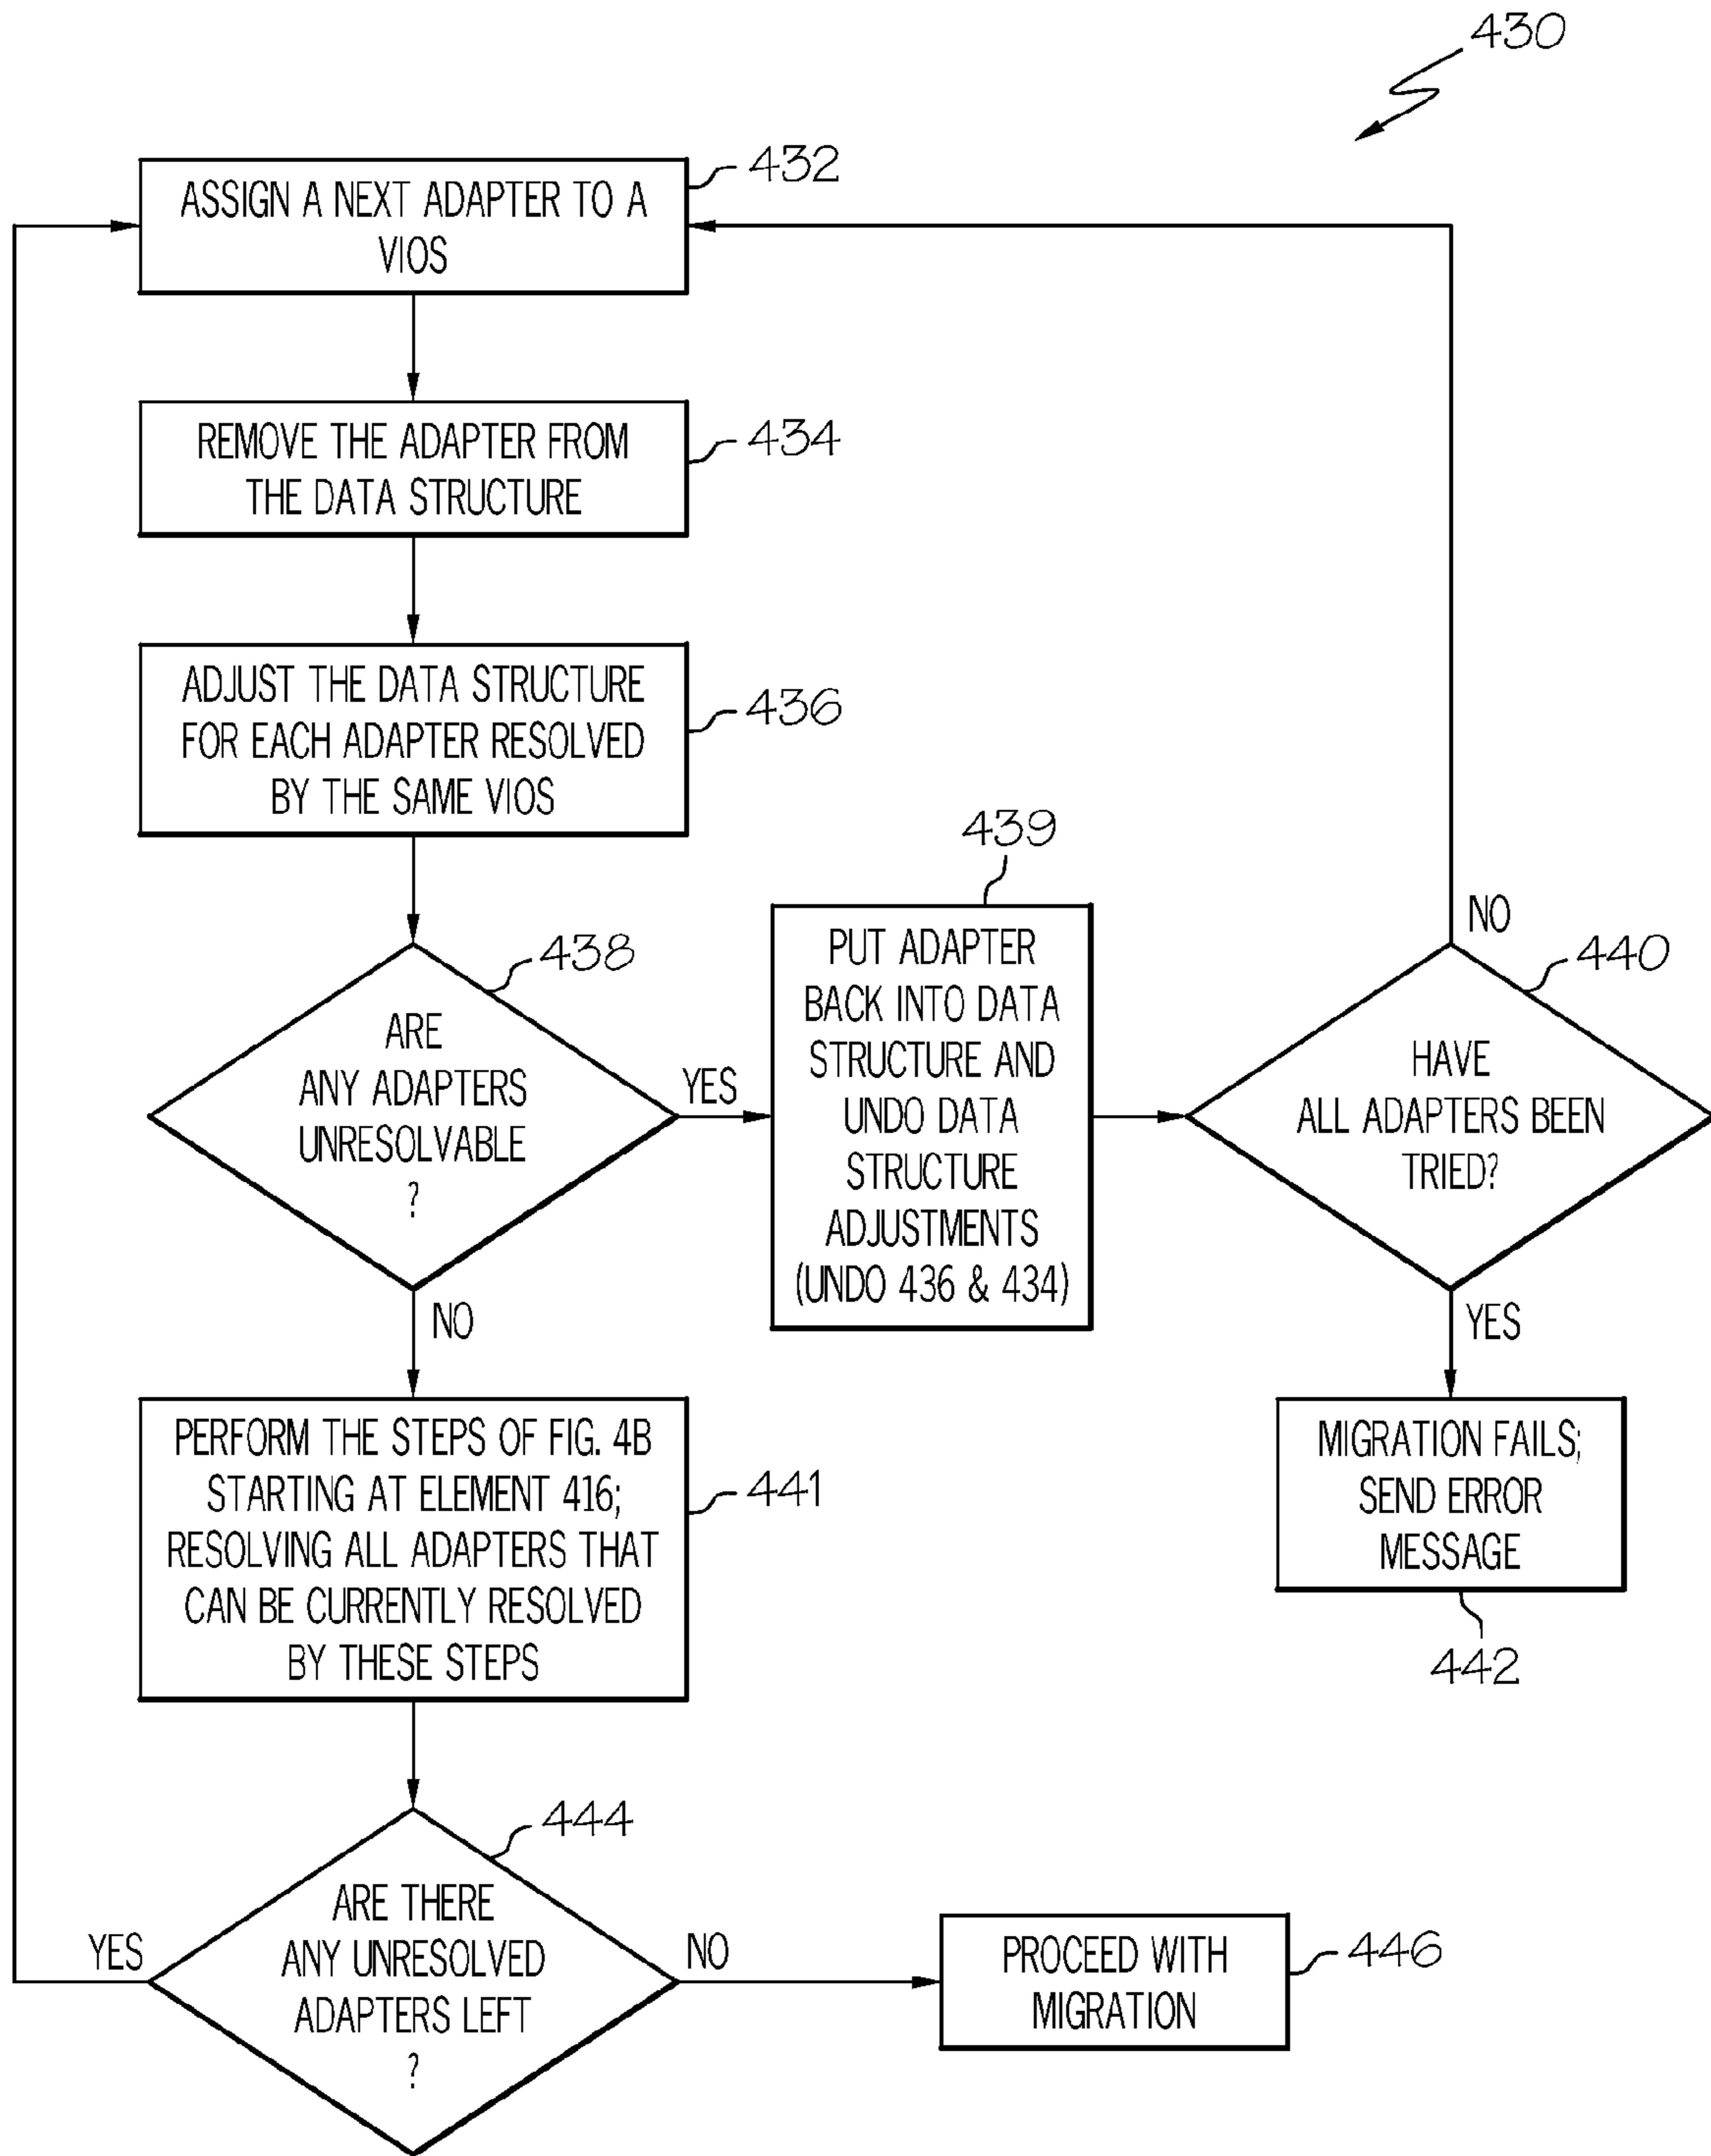 430
432
ASSIGN A NEXT ADAPTER TO A
VIOS
434
REMOVE THE ADAPTER FROM
THE DATA STRUCTURE
436
ADJUST THE DATA STRUCTURE
FOR EACH ADAPTER RESOLVED
BY THE SAME VIOS
438
ARE
ANY ADAPTERS
UNRESOLVABLE
?
YES
NO
439
PUT ADAPTER
BACK INTO DATA
STRUCTURE AND
UNDO DATA
STRUCTURE
ADJUSTMENTS
(UNDO 436 & 434)
NO
440
HAVE
ALL ADAPTERS BEEN
TRIED?
YES
441
PERFORM THE STEPS OF FIG. 4B
STARTING AT ELEMENT 416;
RESOLVING ALL ADAPTERS THAT
CAN BE CURRENTLY RESOLVED
BY THESE STEPS
MIGRATION FAILS;
SEND ERROR
MESSAGE
442
444
ARE THERE
ANY UNRESOLVED
ADAPTERS LEFT
?
YES
NO
PROCEED WITH
MIGRATION
446